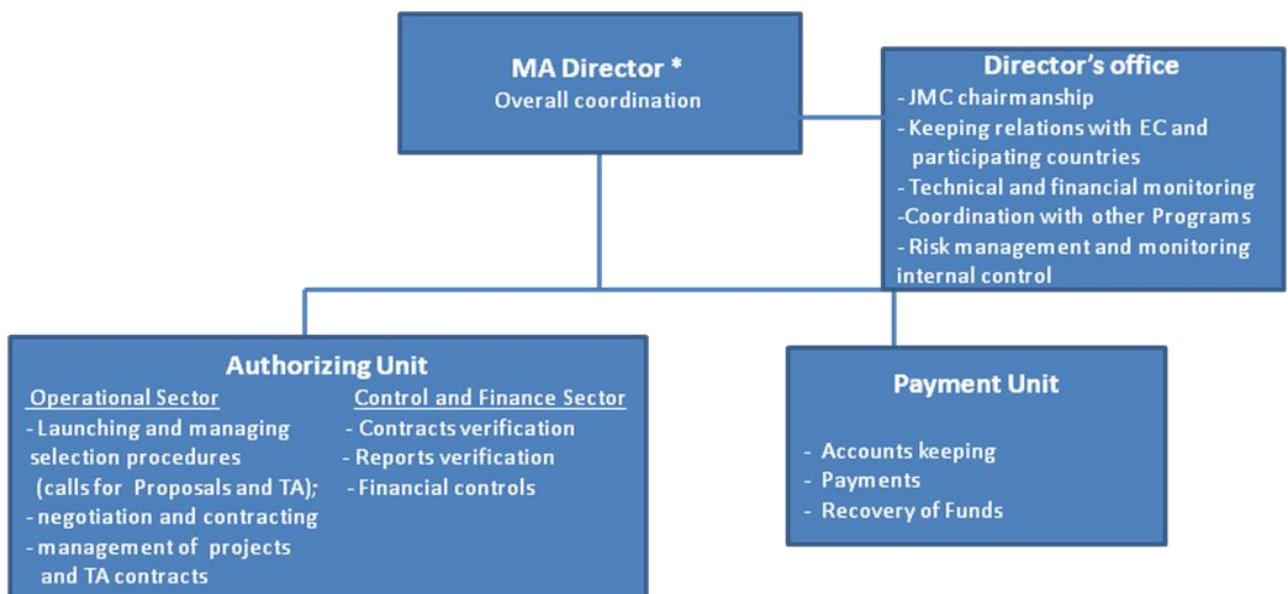 MA Director *
Overall coordination
Director's office
- JMC chairmanship
- Keeping relations with EC and
participating countries
- Technical and financial monitoring
-Coordination with other Programs
- Risk management and monitoring
internal control
Authorizing Unit
Operational Sector
- Launching and managing
selection procedures
(calls for Proposals and TA);
- negotiation and contracting
- management of projects
and TA contracts
Control and Finance Sector
- Contracts verification
- Reports verification
- Financial controls
Payment Unit
- Accounts keeping
- Payments
- Recovery of Funds